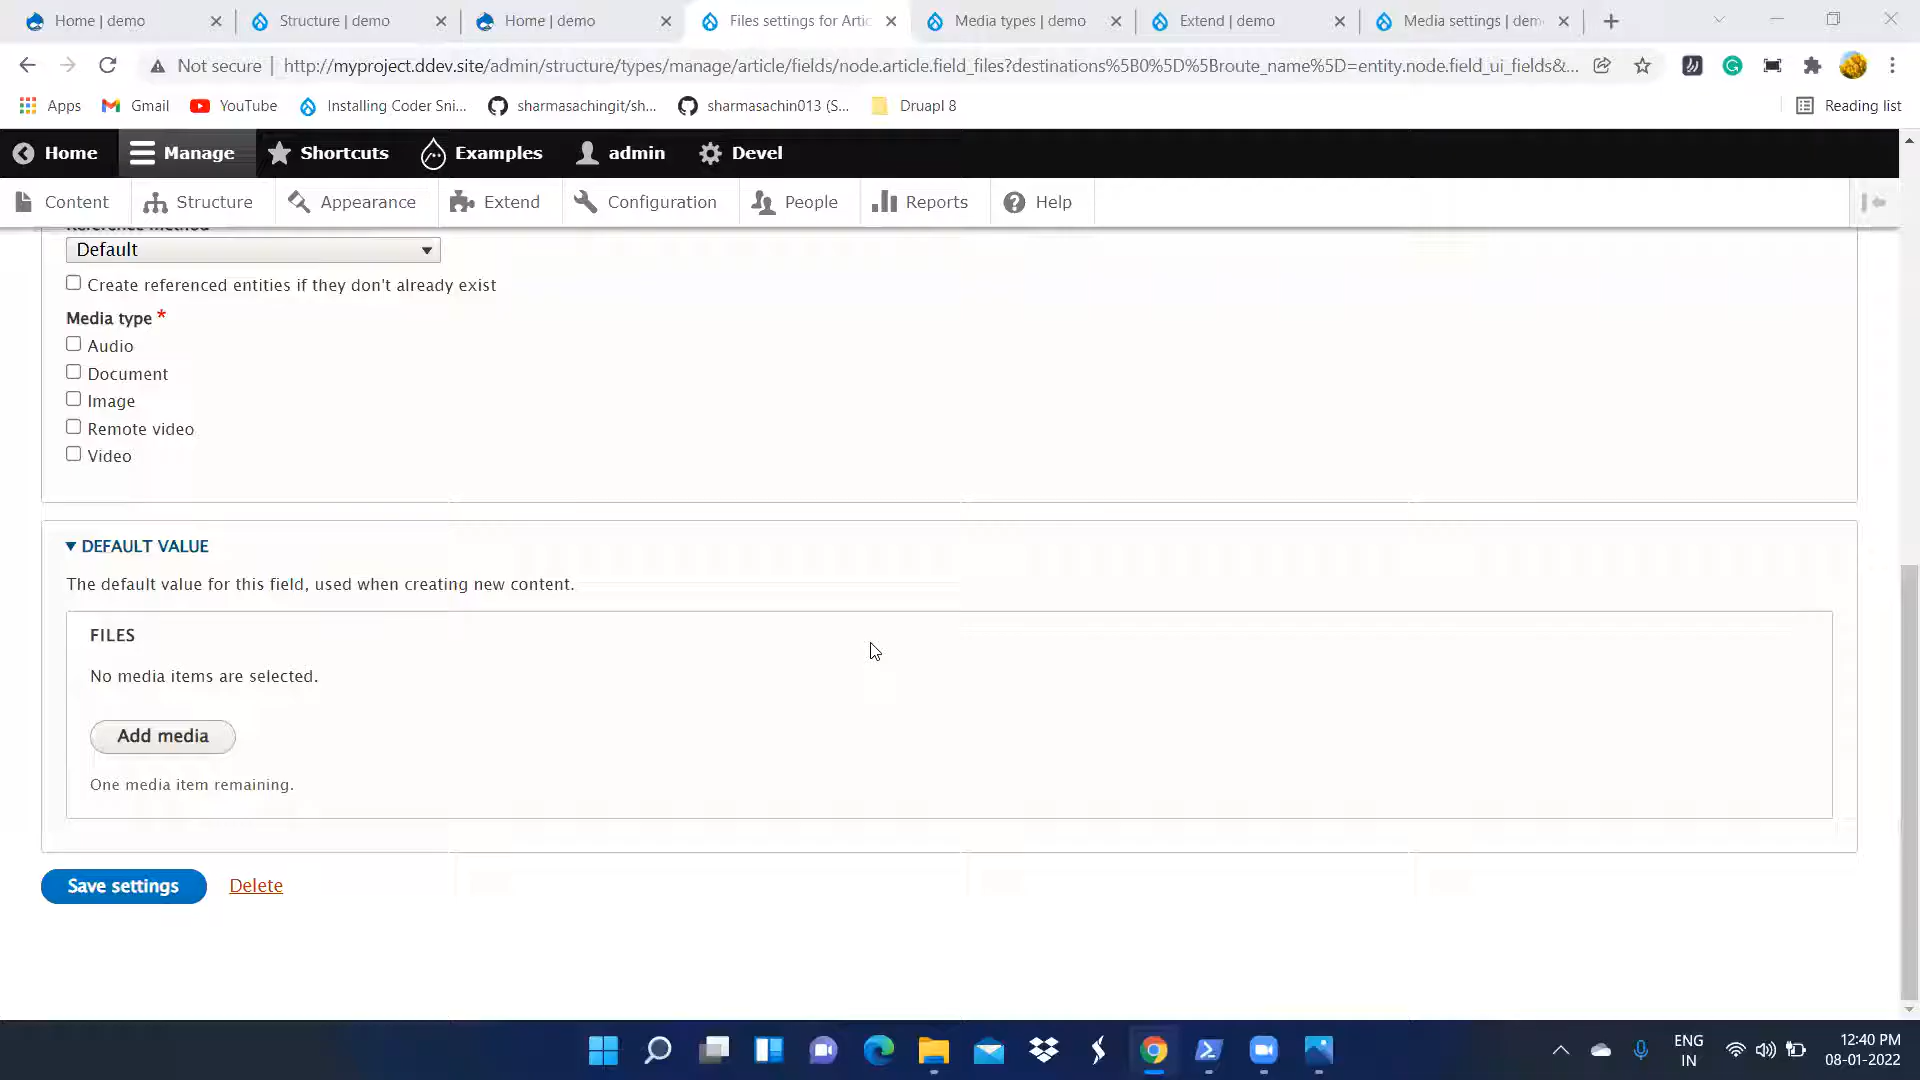 Home | demo
Structure | demo
Home | demo
Files settings for Artic
Media types | demo
Extend | demo
Media settings | dem
Not secure
http://myproject.ddev.site/admin/structure/types/manage/article/fields/node.article.field_files?destinations%5B0%5D%5Broute_name%5D=entity.node.field_ui_fields&...
Apps
Gmail
YouTube
Installing Coder Sni...
sharmasachingit/sh...
sharmasachin013 (S...
Druapl 8
Reading list
Home
Manage
Shortcuts
Examples
admin
Devel
Content
Structure
Appearance
Extend
Configuration
People
Reports
Help
Reference method
Default
Create referenced entities if they don't already exist
Media type *
Audio
Document
Image
Remote video
Video
DEFAULT VALUE
The default value for this field, used when creating new content.
FILES
No media items are selected.
Add media
One media item remaining.
Save settings
Delete
ENG
IN
12:40 PM
08-01-2022